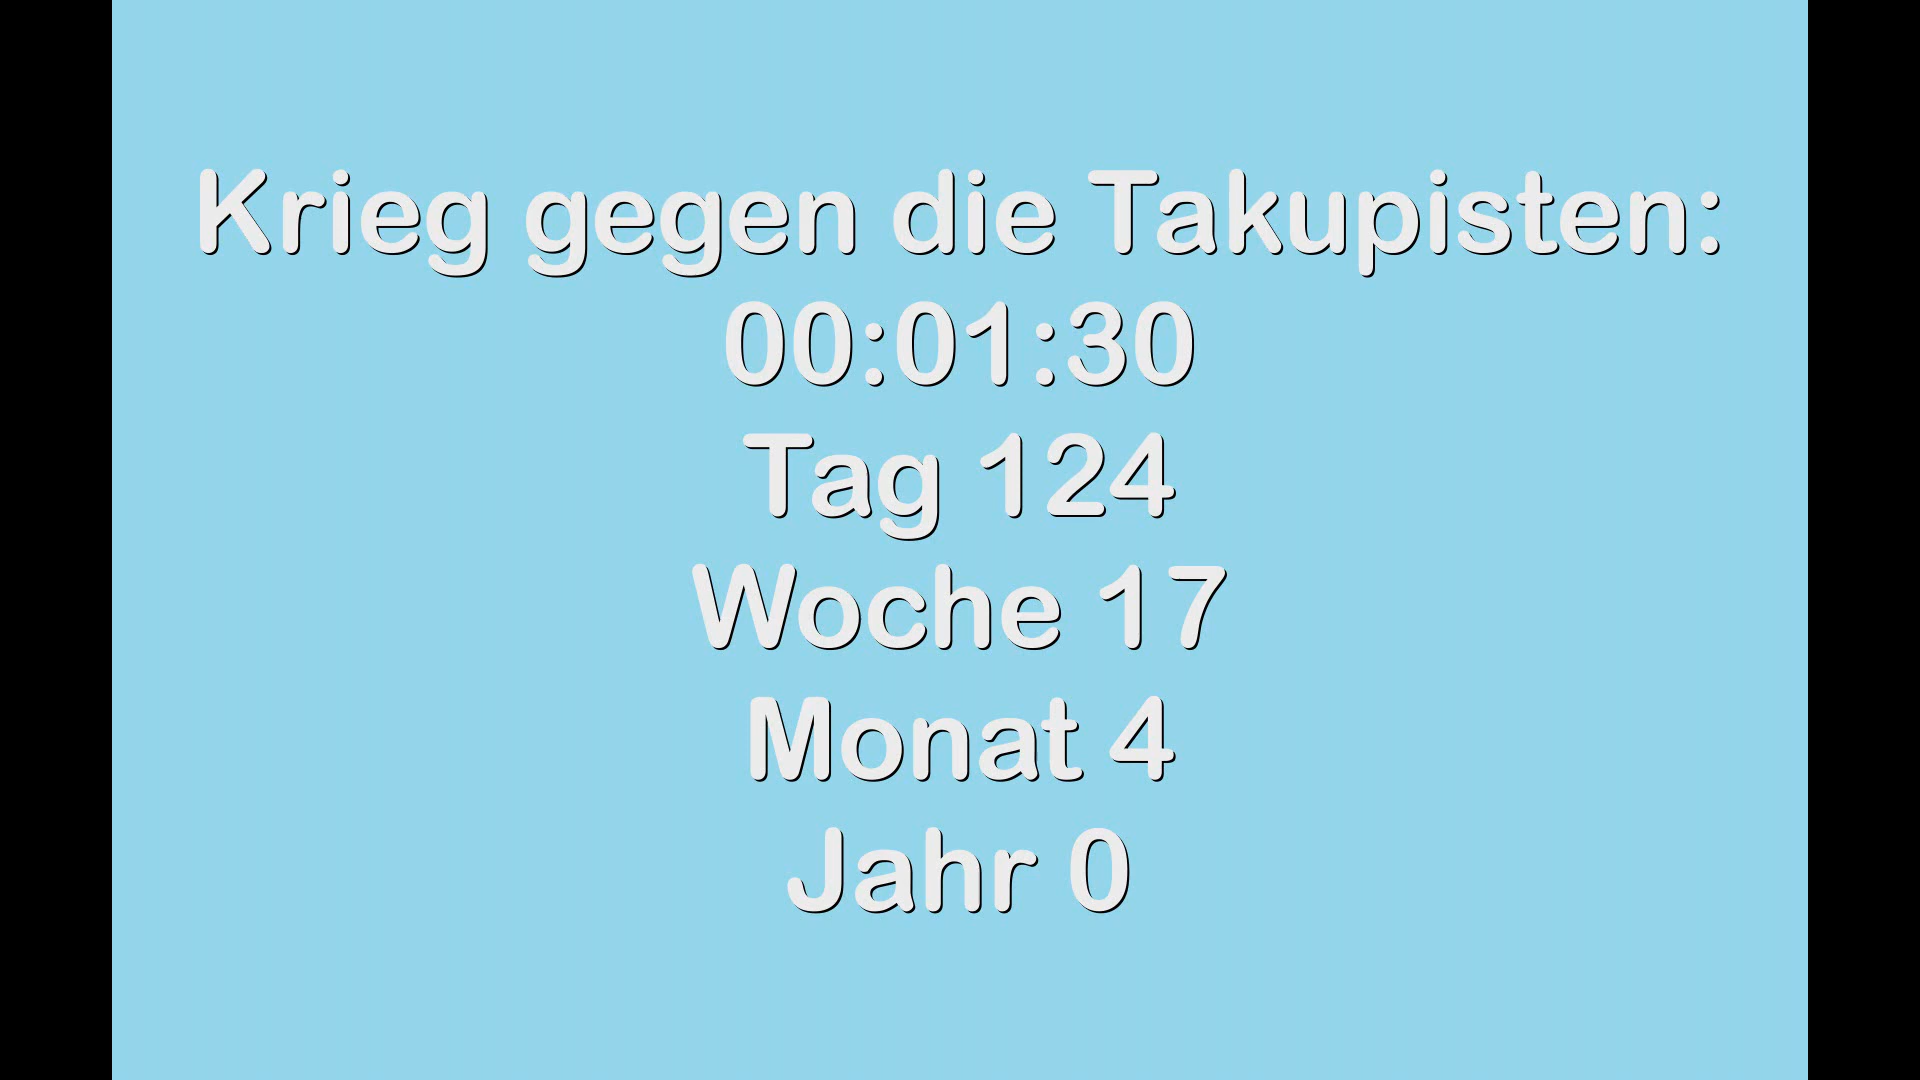 Krieg gegen die Takupisten:
00:01:30
Tag 124
Woche 17
Monat 4
Jahr 0